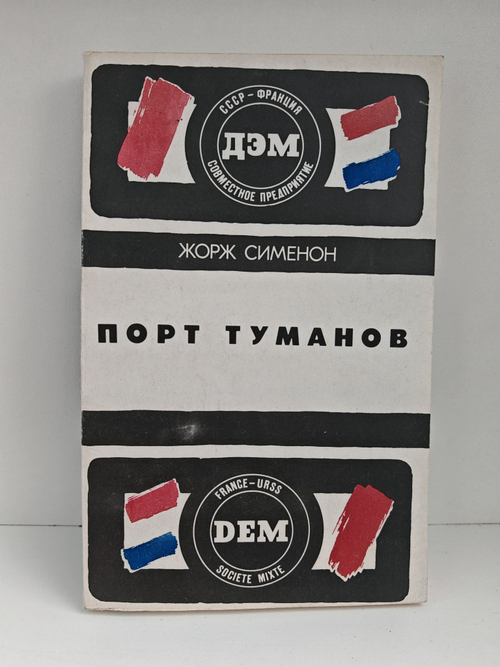 СССР – ФРАНЦИЯ
ДЭМ
СОВМЕСТНОЕ ПРЕДПРИЯТИЕ
ЖОРЖ СИМЕНОН
ПОРТ ТУМАНОВ
FRANCE – URSS
DEM
SOCIETE MIXTE